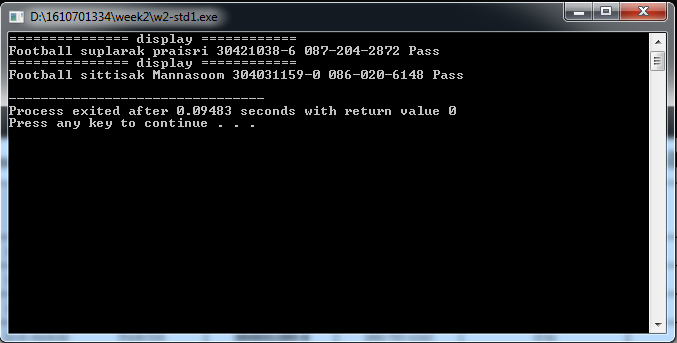 D:\1610701334\week2\w2-std1.exe
=============== display ============
Football suplarak praisri 30421038-6 087-204-2872 Pass
=============== display ============
Football sittisak Mannasoom 304031159-0 086-020-6148 Pass
--------------------------------
Process exited after 0.09483 seconds with return value 0
Press any key to continue . . .